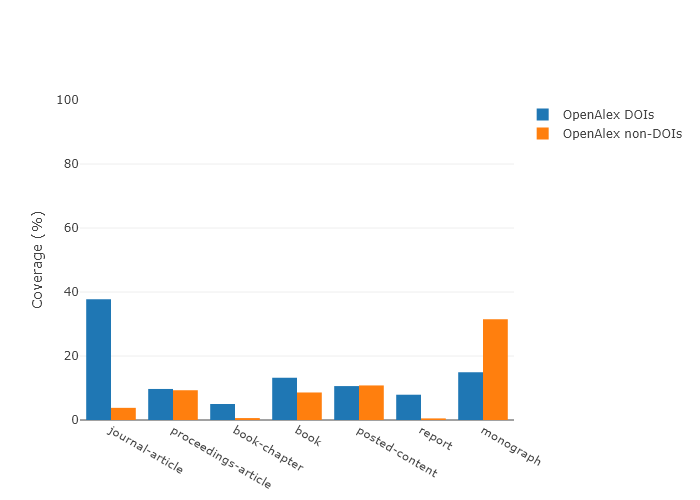 100
80
60
40
20
0
Coverage (%)
journal-article
proceedings-article
book-chapter
book
posted-content
report
monograph
OpenAlex DOIs
OpenAlex non-DOIs